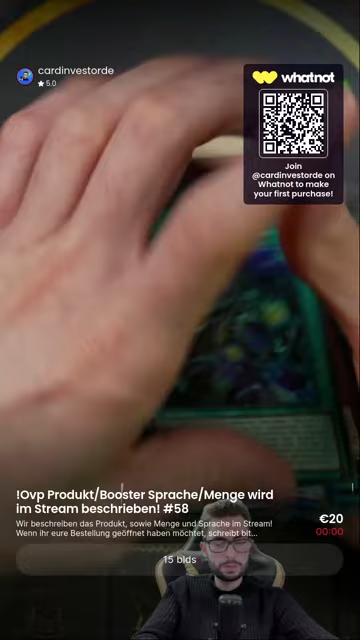 cardinvestorde
5.0
whatnot
Join
@cardinvestorde on
Whatnot to make
your first purchase!
!Ovp Produkt/Booster Sprache/Menge wird
im Stream beschrieben! #58
Wir beschreiben das Produkt, sowie Menge und Sprache im Stream!
Wenn ihr eure Bestellung geöffnet haben möchtet, schreibt bit...
€20
00:00
15 bids